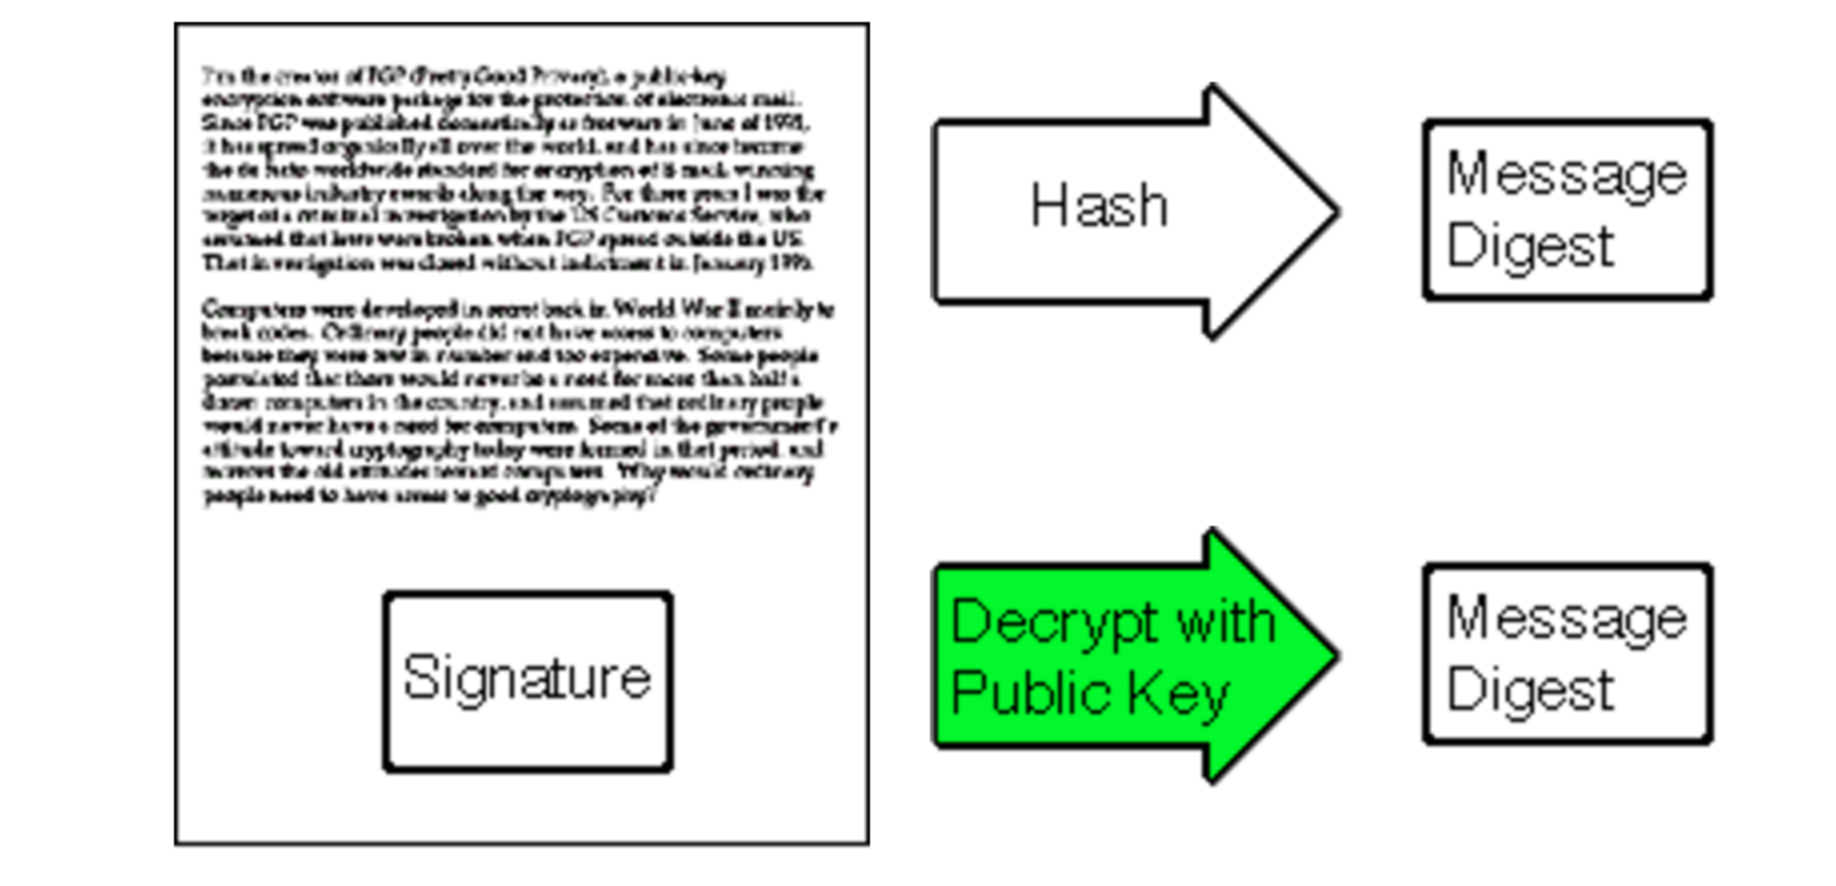 I'm the creator of PGP (Pretty Good Privacy), a public-key
encryption software package for the protection of electronic mail.
Since PGP was published domestically as freeware in June of 1991,
it has spread organically all over the world, and has since become
the de facto worldwide standard for encryption of E-mail, winning
numerous industry awards along the way. For three years I was the
target of a criminal investigation by the US Customs Service, who
assumed that laws were broken when PGP spread outside the US.
That investigation was closed without indictment in January 1996.
Computers were developed in secret back in World War II mainly to
break codes. Ordinary people did not have access to computers,
because they were few in number and too expensive. Some people
postulated that there would never be a need for more than half a
dozen computers in the country, and assumed that ordinary people
would never have a need for computers. Some of the government's
attitude toward cryptography today were formed in that period, and
mirrors the old attitudes toward computers. Why would ordinary
people need to have access to good cryptography?
Signature
Hash
Message
Digest
Decrypt with
Public Key
Message
Digest